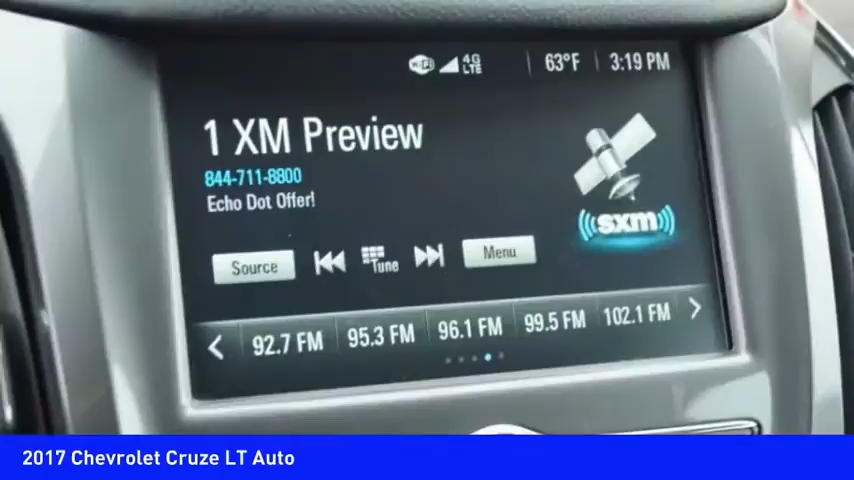 WiFi 4G LTE 63°F 3:19 PM
1 XM Preview
844-711-8800
Echo Dot Offer!
sxm
Source Tune Menu
92.7 FM 95.3 FM 96.1 FM 99.5 FM 102.1 FM
2017 Chevrolet Cruze LT Auto